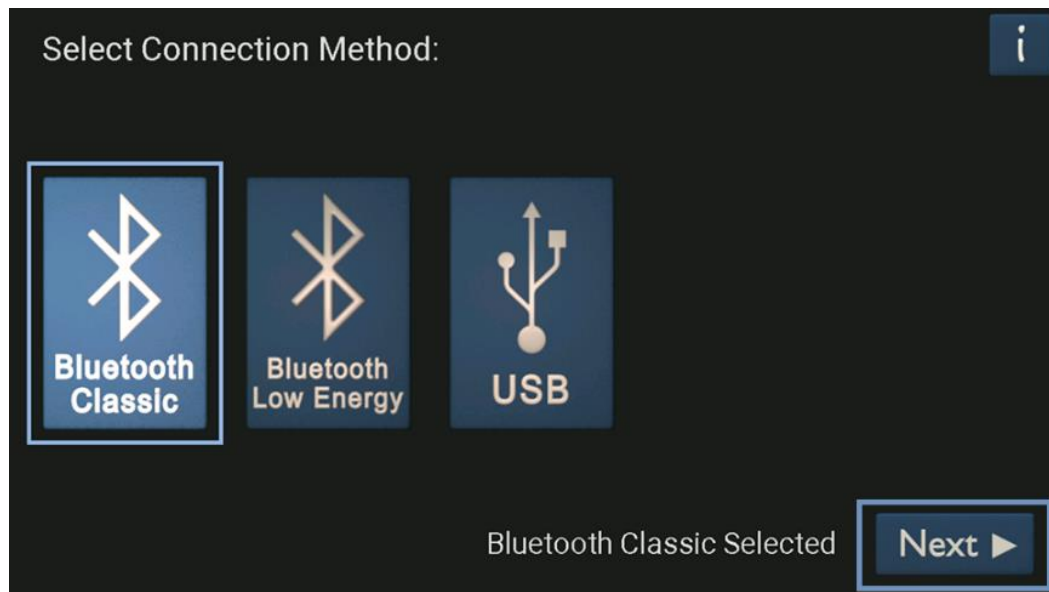 Select Connection Method:
i
Bluetooth
Classic
Bluetooth
Low Energy
USB
Bluetooth Classic Selected
Next ▶